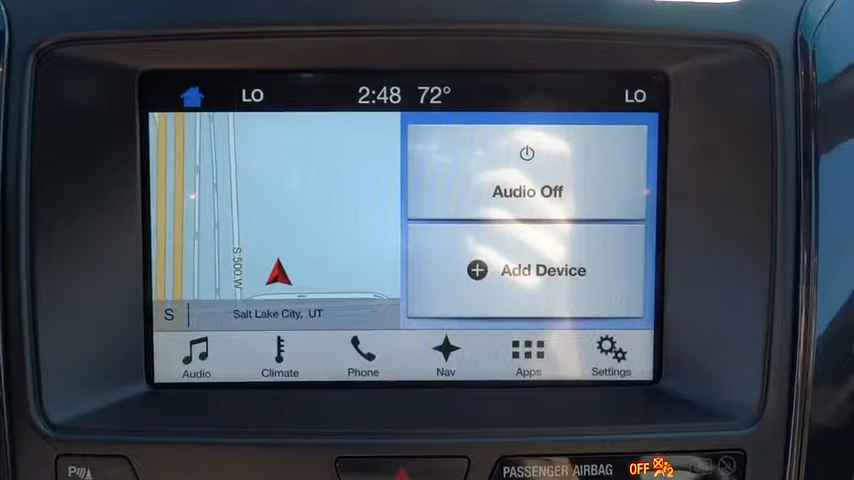 LO 2:48 72° LO
Audio Off
Add Device
S 500 W
S Salt Lake City, UT
Audio Climate Phone Nav Apps Settings
P PASSENGER AIRBAG OFF 2